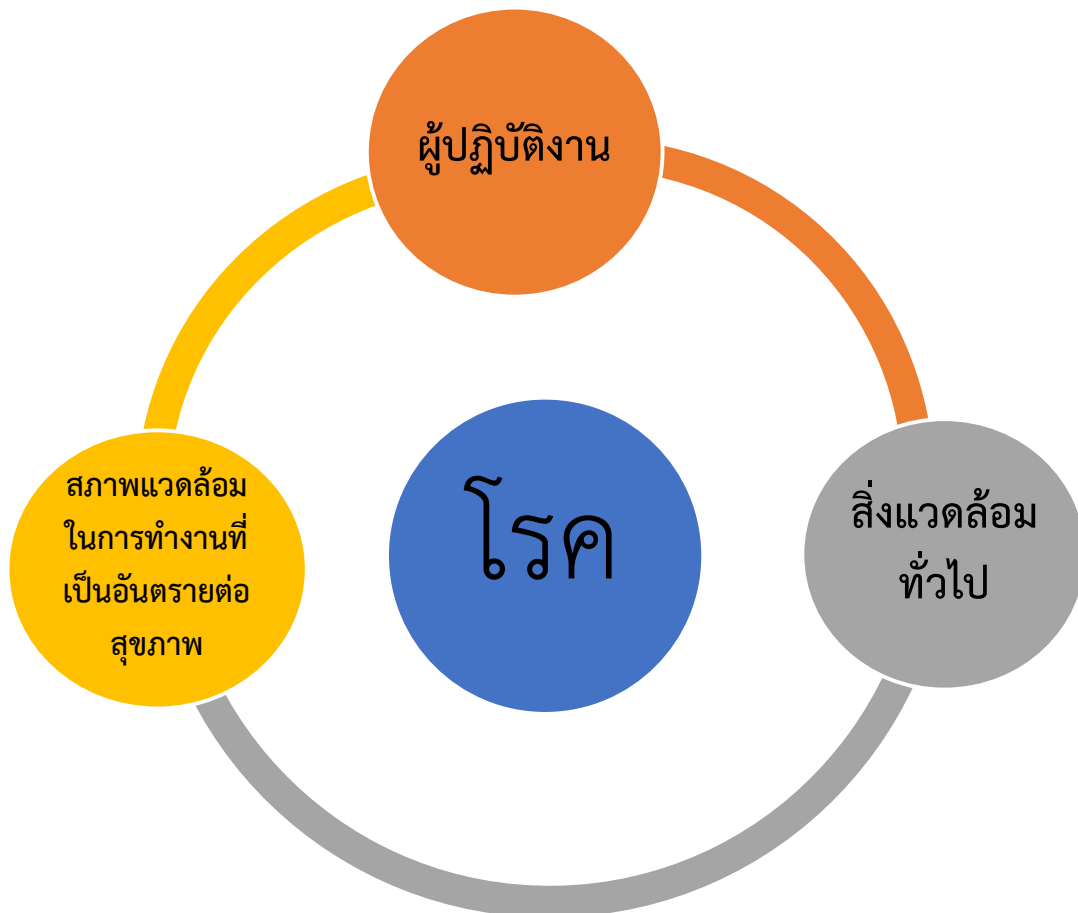 ผู้ปฏิบัติงาน
สภาพแวดล้อม
ในการทำงานที่
เป็นอันตรายต่อ
สุขภาพ
โรค
สิ่งแวดล้อม
ทั่วไป